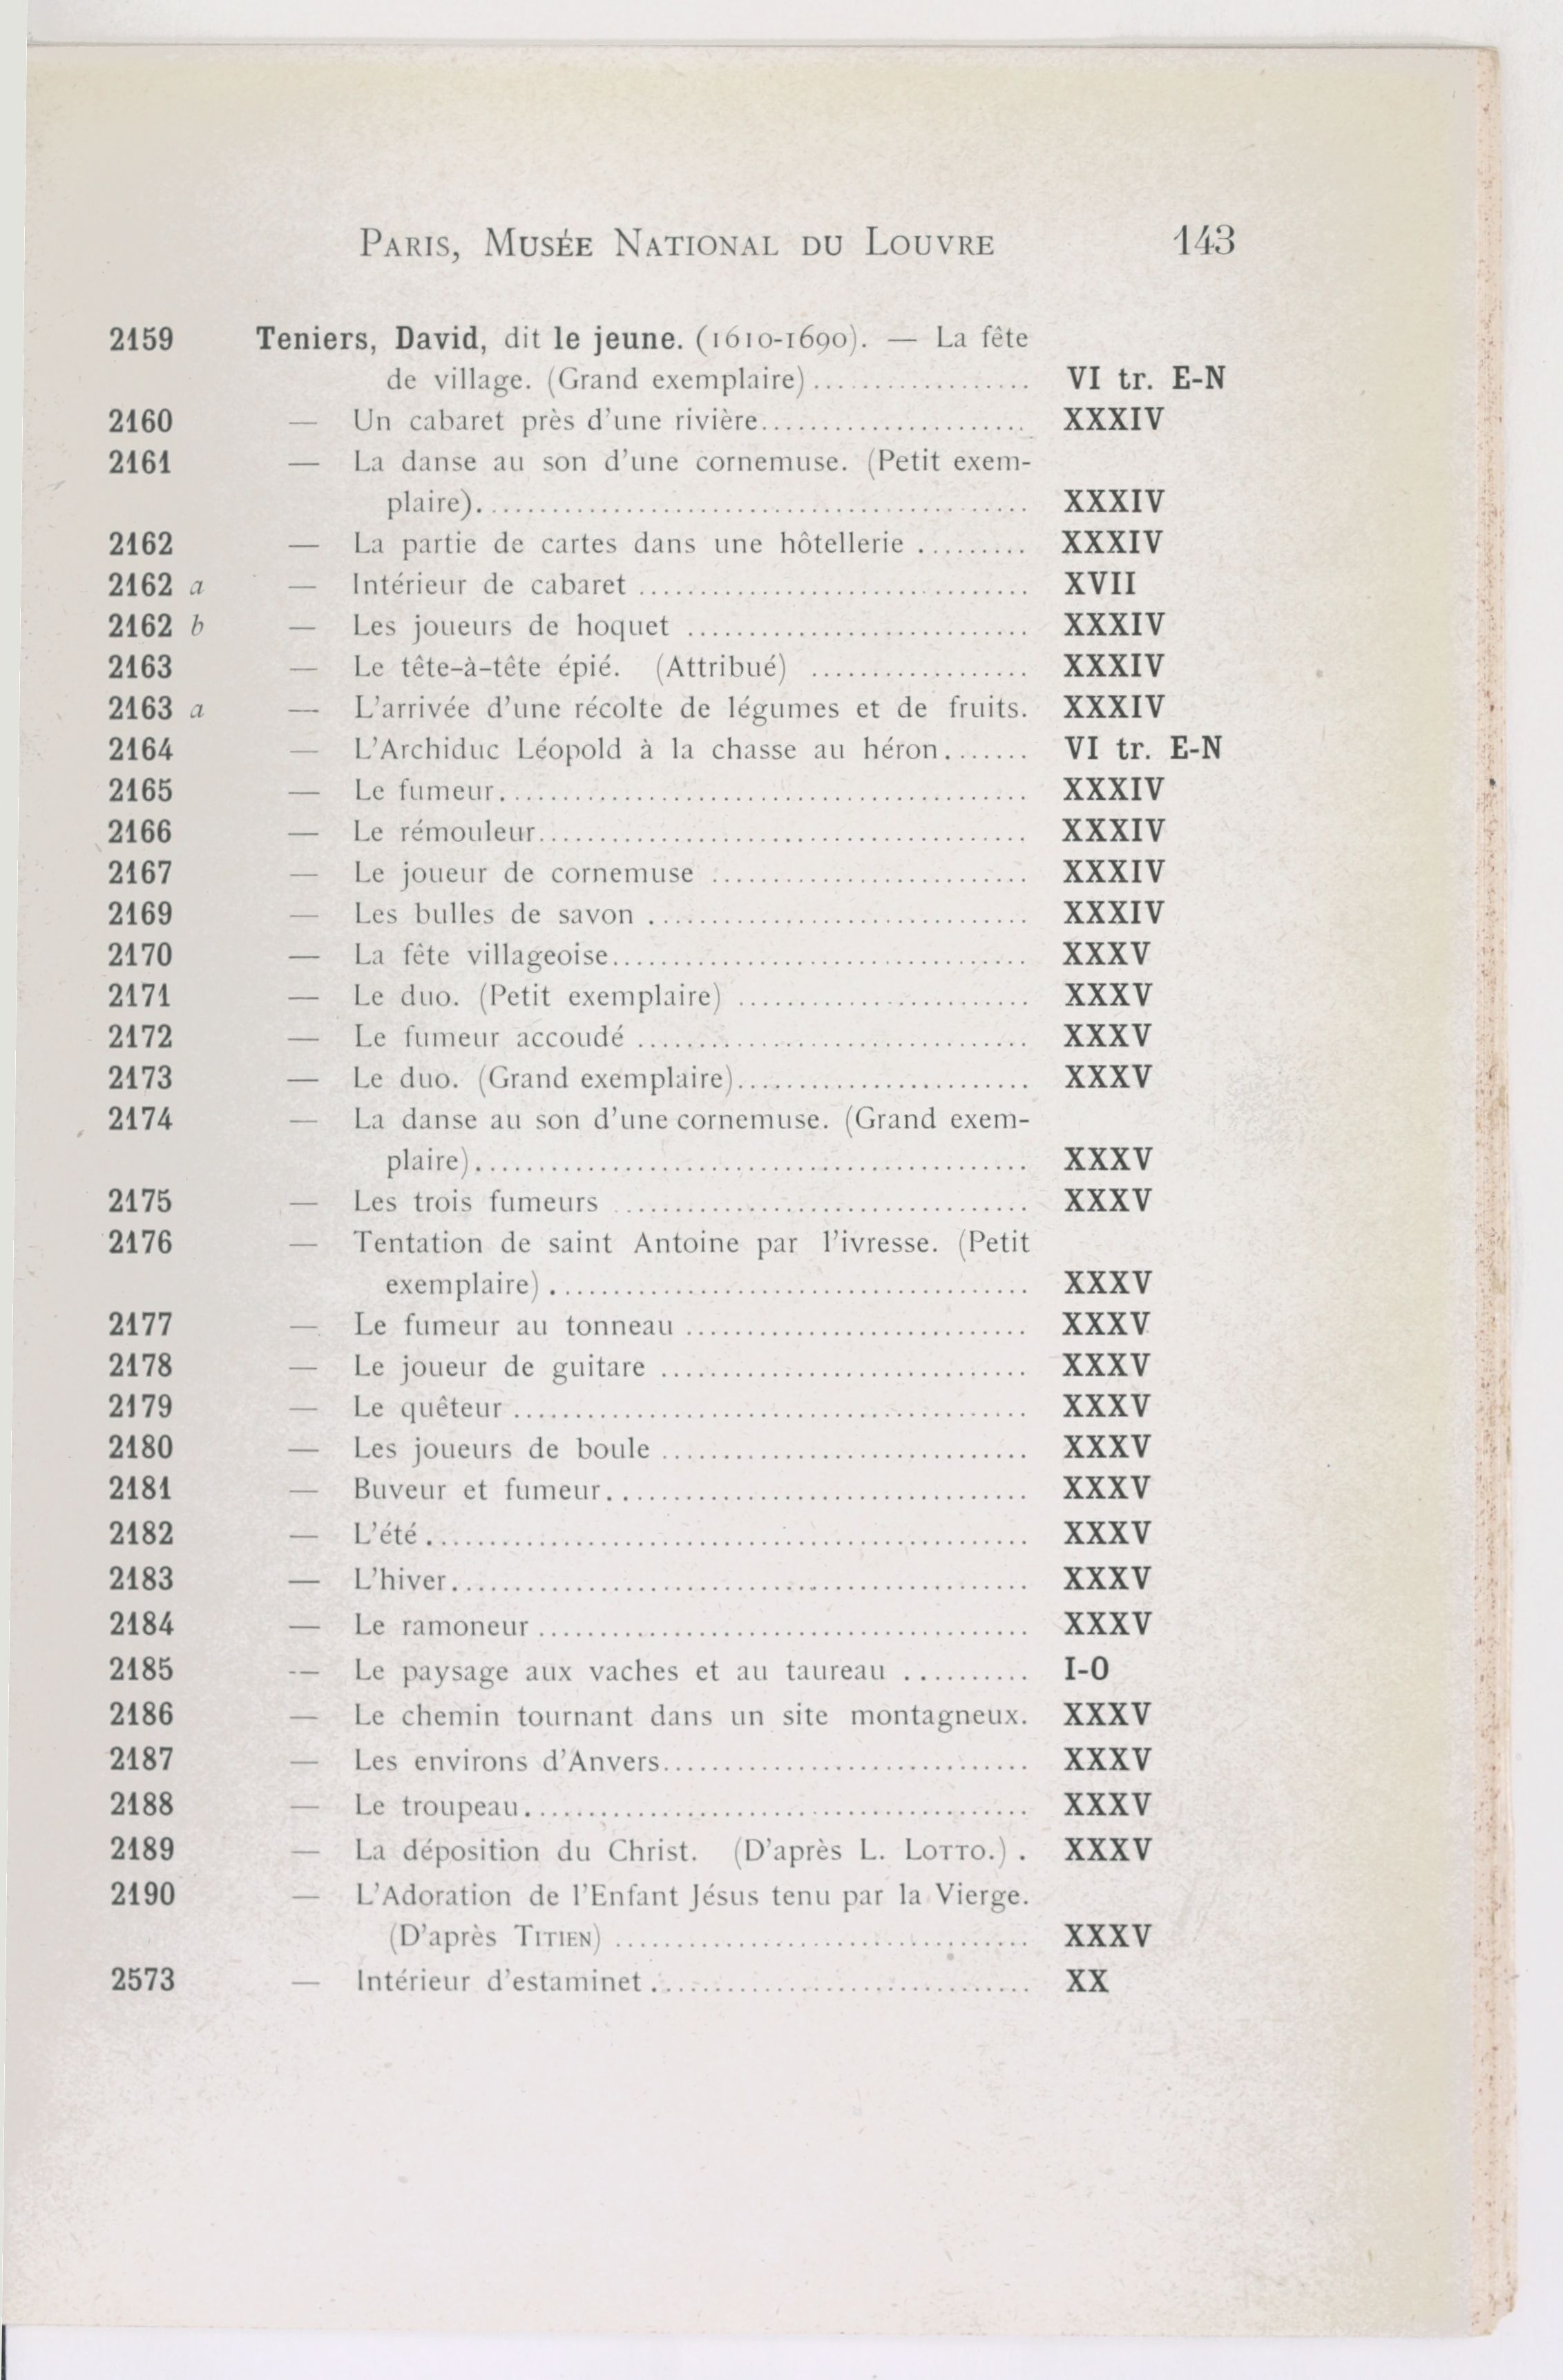 PARIS, MUSÉE NATIONAL DU LOUVRE 143
2159 Teniers, David, dit le jeune. (1610-1690). — La fête
de village. (Grand exemplaire).................. VI tr. E-N
2160 — Un cabaret près d'une rivière...................... XXXIV
2161 — La danse au son d'une cornemuse. (Petit exem-
plaire)............................................. XXXIV
2162 — La partie de cartes dans une hôtellerie ......... XXXIV
2162 a — Intérieur de cabaret ................................ XVII
2162 b — Les joueurs de hoquet ............................ XXXIV
2163 — Le tête-à-tête épié. (Attribué) .................. XXXIV
2163 a — L'arrivée d'une récolte de légumes et de fruits. XXXIV
2164 — L'Archiduc Léopold à la chasse au héron....... VI tr. E-N
2165 — Le fumeur........................................... XXXIV
2166 — Le rémouleur........................................ XXXIV
2167 — Le joueur de cornemuse .......................... XXXIV
2169 — Les bulles de savon ............................... XXXIV
2170 — La fête villageoise.................................. XXXV
2171 — Le duo. (Petit exemplaire) ........................ XXXV
2172 — Le fumeur accoudé ................................ XXXV
2173 — Le duo. (Grand exemplaire)........................ XXXV
2174 — La danse au son d'une cornemuse. (Grand exem-
plaire)............................................. XXXV
2175 — Les trois fumeurs .................................. XXXV
2176 — Tentation de saint Antoine par l'ivresse. (Petit
exemplaire)....................................... XXXV
2177 — Le fumeur au tonneau ............................ XXXV
2178 — Le joueur de guitare .............................. XXXV
2179 — Le quêteur.......................................... XXXV
2180 — Les joueurs de boule .............................. XXXV
2181 — Buveur et fumeur................................... XXXV
2182 — L'été................................................. XXXV
2183 — L'hiver............................................... XXXV
2184 — Le ramoneur........................................ XXXV
2185 — Le paysage aux vaches et au taureau .......... I-O
2186 — Le chemin tournant dans un site montagneux. XXXV
2187 — Les environs d'Anvers.............................. XXXV
2188 — Le troupeau......................................... XXXV
2189 — La déposition du Christ. (D'après L. LOTTO.) . XXXV
2190 — L'Adoration de l'Enfant Jésus tenu par la Vierge.
(D'après TITIEN) .................................. XXXV
2573 — Intérieur d'estaminet............................... XX